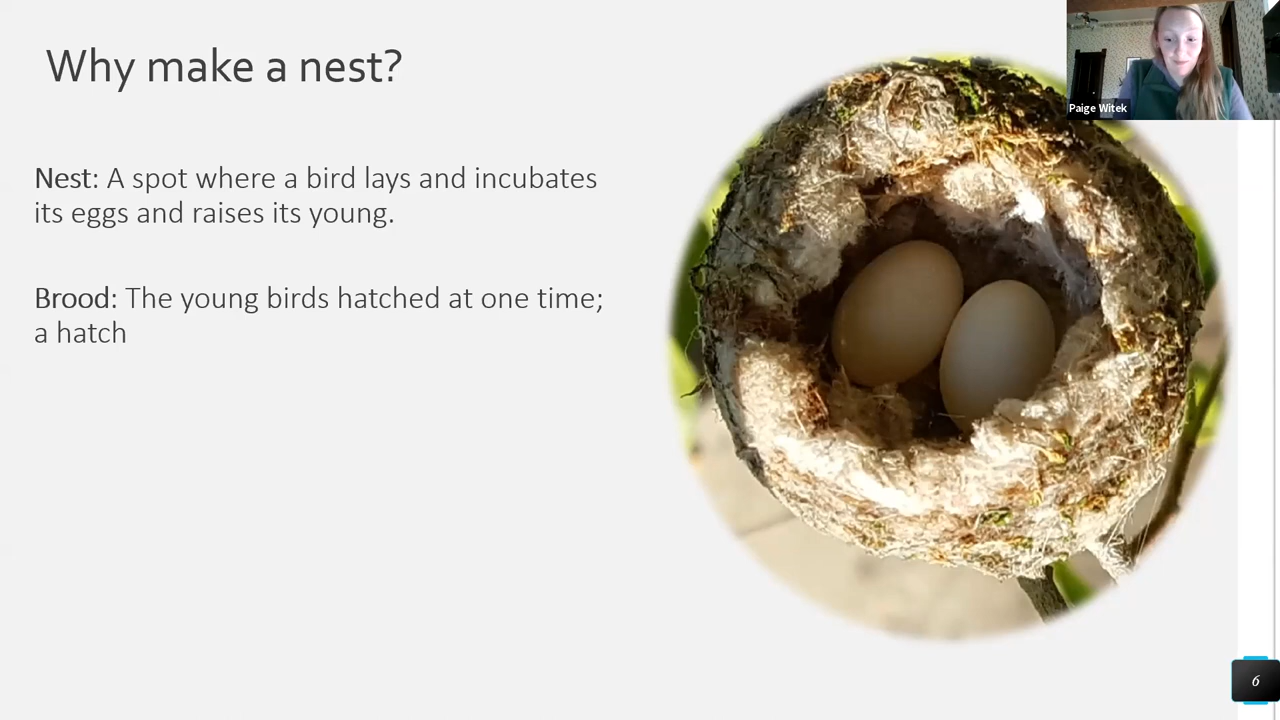 Why make a nest?
Paige Witek
Nest: A spot where a bird lays and incubates
its eggs and raises its young.
Brood: The young birds hatched at one time;
a hatch
6